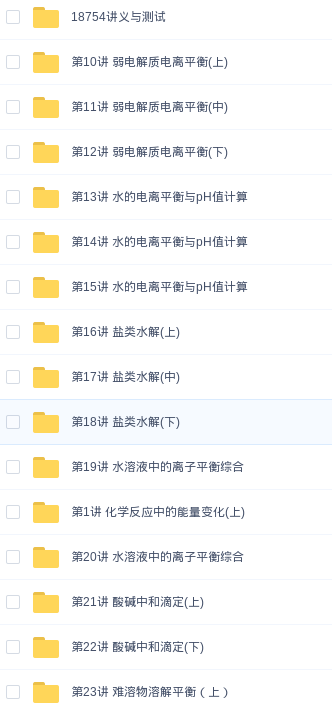 18754讲义与测试
第10讲 弱电解质电离平衡(上)
第11讲 弱电解质电离平衡(中)
第12讲 弱电解质电离平衡(下)
第13讲 水的电离平衡与pH值计算
第14讲 水的电离平衡与pH值计算
第15讲 水的电离平衡与pH值计算
第16讲 盐类水解(上)
第17讲 盐类水解(中)
第18讲 盐类水解(下)
第19讲 水溶液中的离子平衡综合
第1讲 化学反应中的能量变化(上)
第20讲 水溶液中的离子平衡综合
第21讲 酸碱中和滴定(上)
第22讲 酸碱中和滴定(下)
第23讲 难溶物溶解平衡（上）